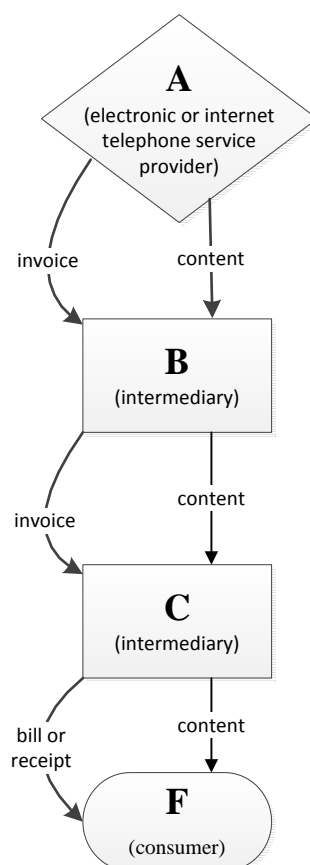 A
(electronic or internet
telephone service
provider)
invoice
content
B
(intermediary)
invoice
content
C
(intermediary)
bill or
receipt
content
F
(consumer)